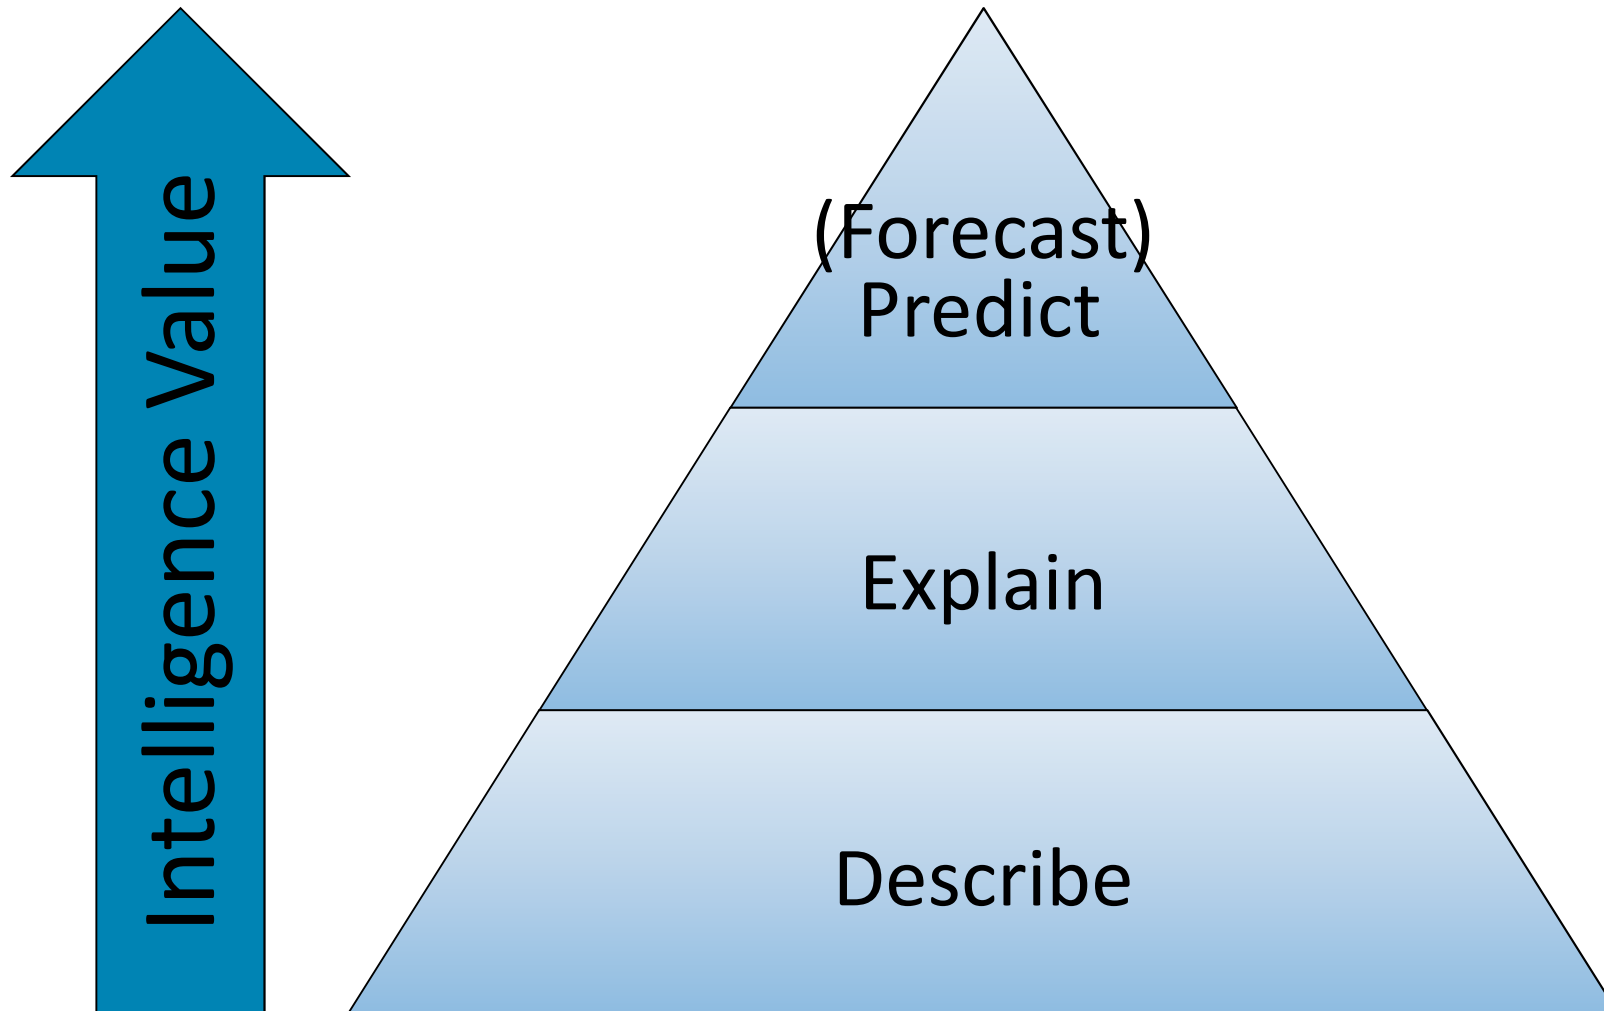 Intelligence Value
(Forecast)
Predict
Explain
Describe